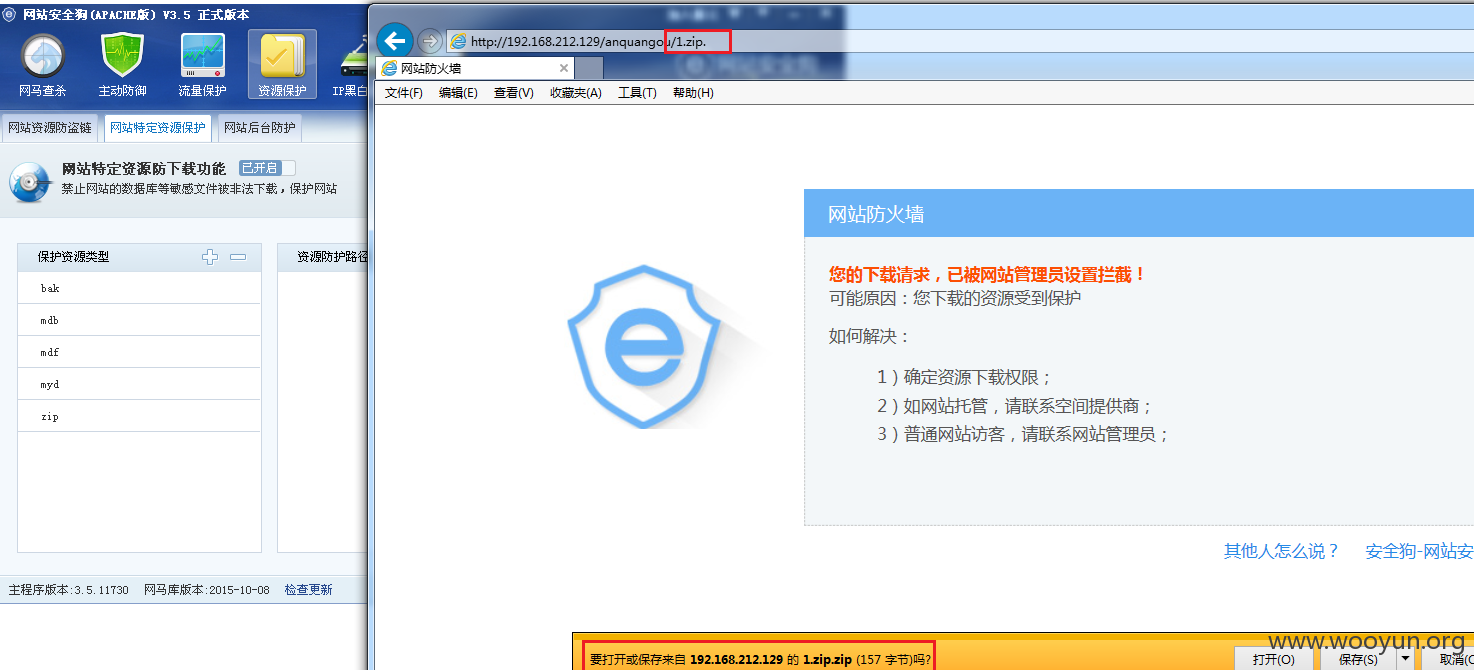 网站安全狗(APACHE版) V3.5 正式版本
网马查杀
主动防御
流量保护
资源保护
IP黑白
网站资源防盗链
网站特定资源保护
网站后台防护
网站特定资源防下载功能
已开启
禁止网站的数据库等敏感文件被非法下载，保护网站
保护资源类型
资源防护路径
bak
mdb
mdf
myd
zip
主程序版本:3.5.11730
网马库版本:2015-10-08
检查更新
http://192.168.212.129/anquangou/1.zip.
网站防火墙
文件(F)
编辑(E)
查看(V)
收藏夹(A)
工具(T)
帮助(H)
网站防火墙
您的下载请求，已被网站管理员设置拦截！
可能原因：您下载的资源受到保护
如何解决：
1）确定资源下载权限；
2）如网站托管，请联系空间提供商；
3）普通网站访客，请联系网站管理员；
其他人怎么说？
安全狗-网站安
要打开或保存来自 192.168.212.129 的 1.zip.zip (157 字节)吗?
打开(O)
保存(S)
取消(C
www.wooyun.org